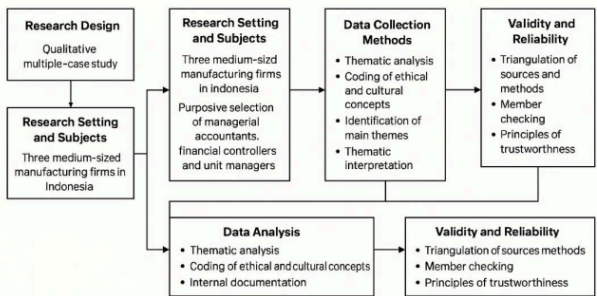 Research Design
Qualitative
multiple-case study
Research Setting
and Subjects
Three medium-sized
manufacturing firms in
Indonesia
Research Setting
and Subjects
Three medium-sizd
manufacturing firms
in indonesia
Purposive selection
of managerial
accountants.
financial controllers
and unit managers
Data Collection
Methods
• Thematic analysis
• Coding of ethical
and cultural
concepts
• Identification of
main themes
• Thematic
interpretation
Validity and
Reliability
• Triangulation of
sources and
methods
• Member
checking
• Principles of
trustworthness
Data Analysis
• Thematic analysis
• Coding of ethical and cultural concepts
• Internal documentation
Validity and Reliability
• Triangulation of sources methods
• Member checking
• Principles of trustworthiness